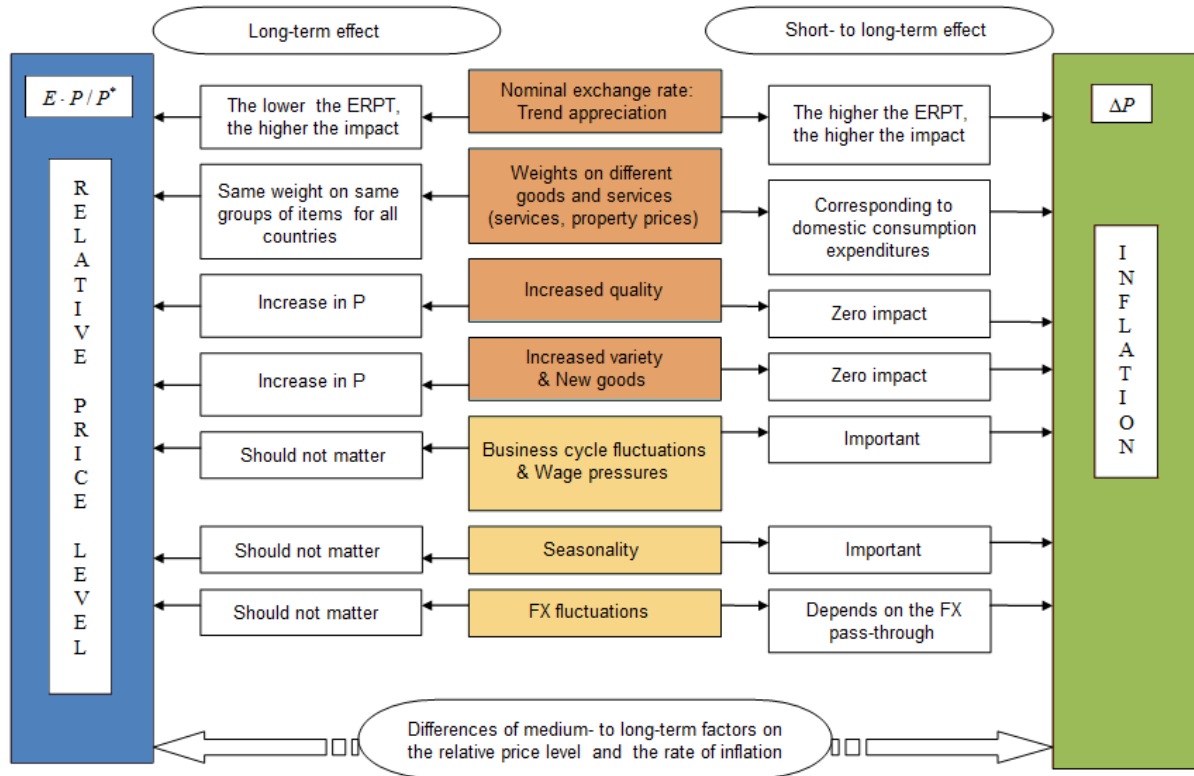 Long-term effect
Short- to long-term effect
E · P / P*
The lower the ERPT,
the higher the impact
Nominal exchange rate:
Trend appreciation
The higher the ERPT,
the higher the impact
ΔP
RELATIVE PRICE LEVEL
Same weight on same
groups of items for all
countries
Weights on different
goods and services
(services, property prices)
Corresponding to
domestic consumption
expenditures
INFLATION
Increase in P
Increased quality
Zero impact
Increase in P
Increased variety
& New goods
Zero impact
Should not matter
Business cycle fluctuations
& Wage pressures
Important
Should not matter
Seasonality
Important
Should not matter
FX fluctuations
Depends on the FX
pass-through
Differences of medium- to long-term factors on
the relative price level and the rate of inflation